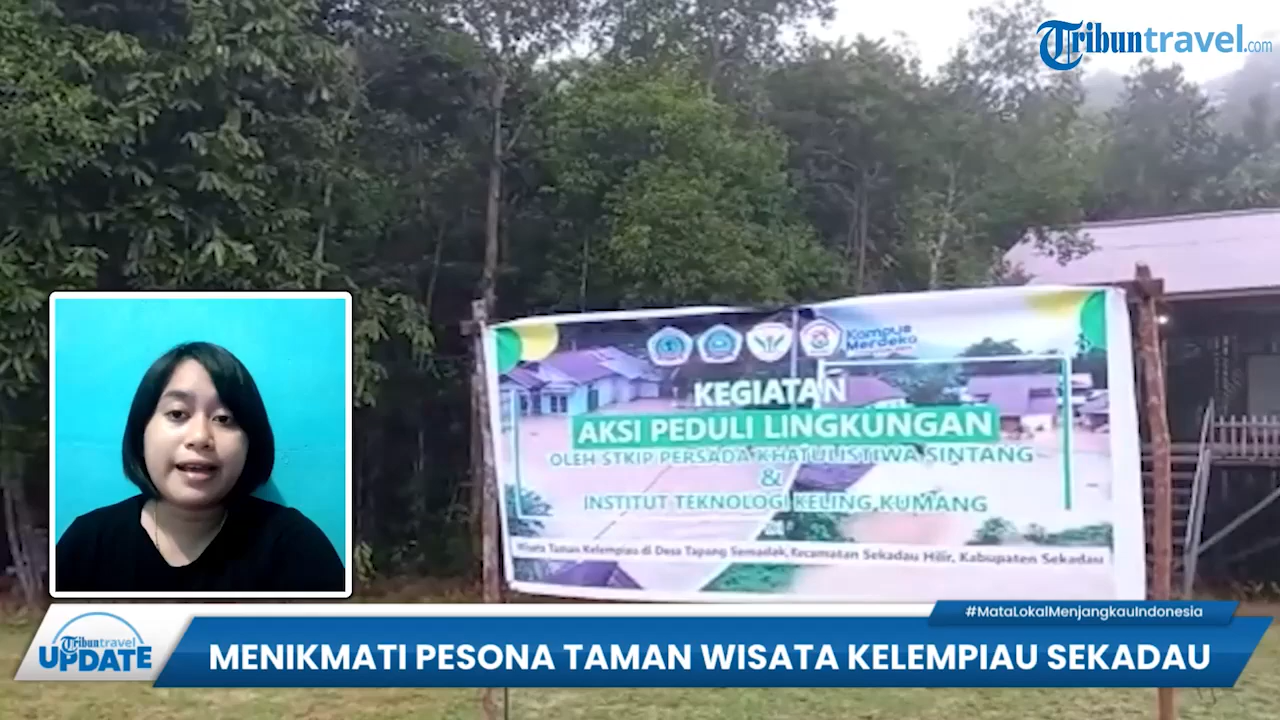 Tribuntravel.com
Kampus
Merdeka
KEGIATAN
AKSI PEDULI LINGKUNGAN
OLEH STKIP PERSADA KHATULISTIWA SINTANG
&
INSTITUT TEKNOLOGI KELING KUMANG
Wisata Taman Kelempiau di Desa Tapang Semadak, Kecamatan Sekadau Hilir, Kabupaten Sekadau
#MataLokalMenjangkauIndonesia
Tribuntravel
UPDATE
MENIKMATI PESONA TAMAN WISATA KELEMPIAU SEKADAU